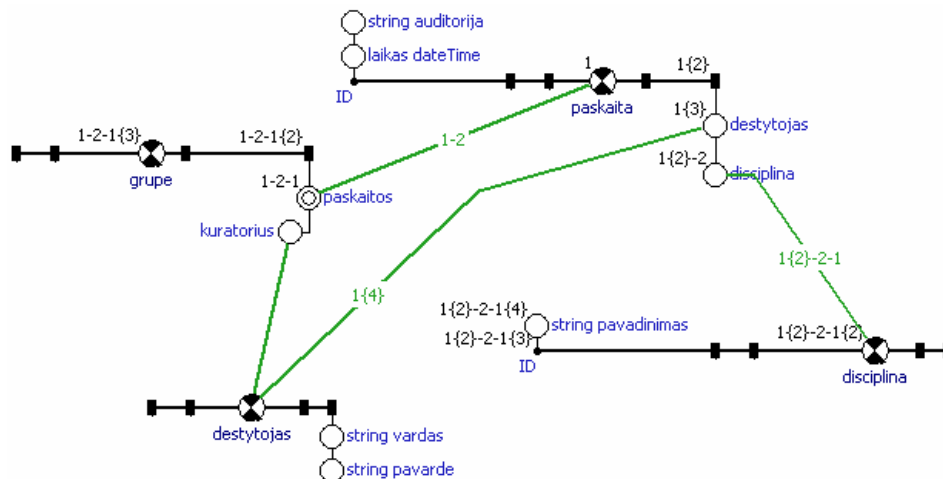 string auditorija
laikas dateTime
ID
1
paskaita
1{2}
1{3}
destytojas
1{2}-2
disciplina
1-2
1-2-1{3}
grupe
1-2-1{2}
1-2-1
paskaitos
kuratorius
1{4}
1{2}-2-1
1{2}-2-1{4}
string pavadinimas
1{2}-2-1{3}
ID
1{2}-2-1{2}
disciplina
destytojas
string vardas
string pavarde